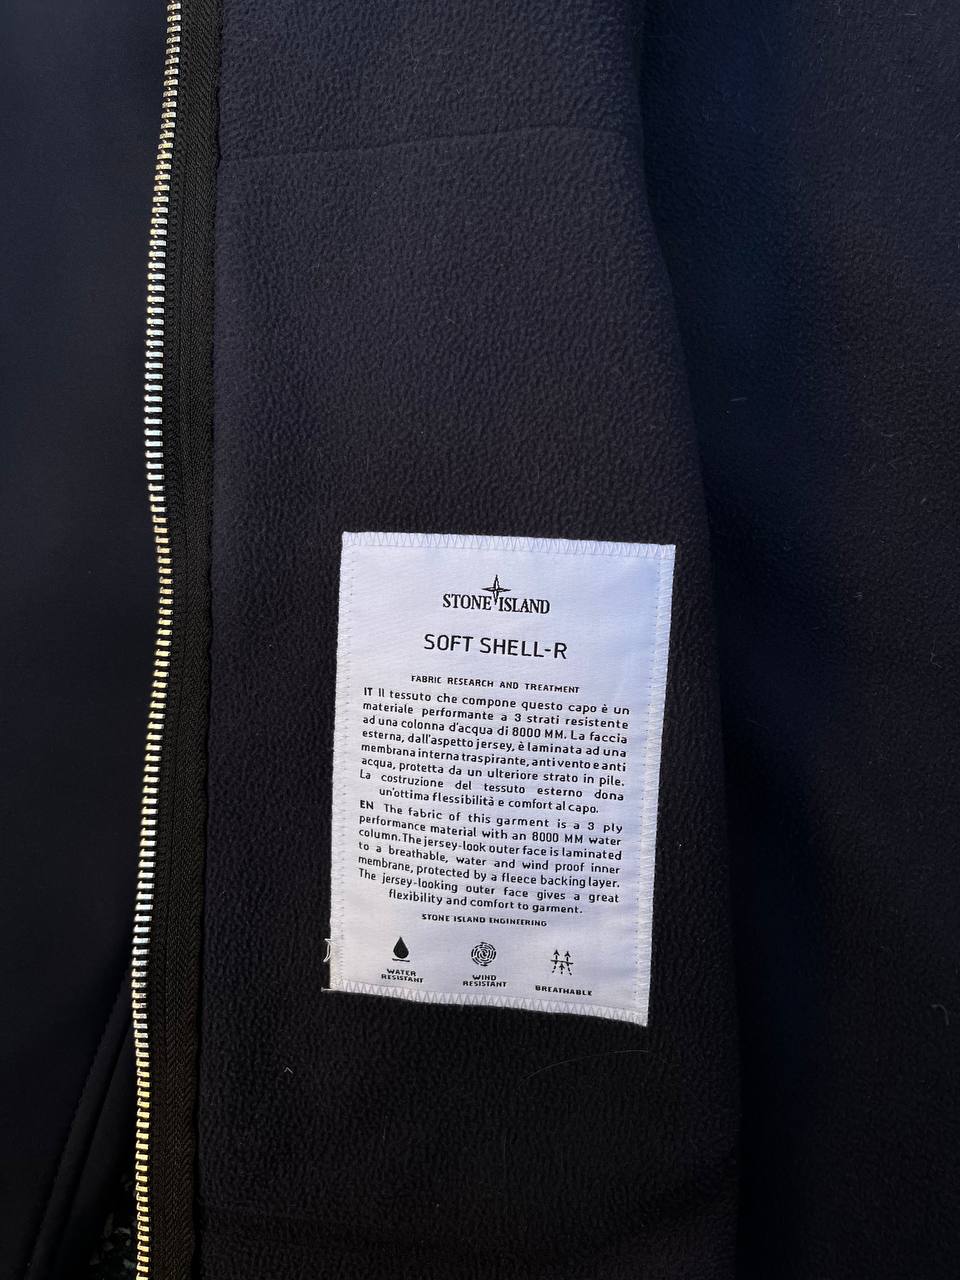 STONE ISLAND
SOFT SHELL-R
FABRIC RESEARCH AND TREATMENT
IT Il tessuto che compone questo capo è un
materiale performante a 3 strati resistente
ad una colonna d'acqua di 8000 MM. La faccia
esterna, dall'aspetto jersey, è laminata ad una
membrana interna traspirante, antivento e anti
acqua, protetta da un ulteriore strato in pile.
La costruzione del tessuto esterno dona
un'ottima flessibilità e comfort al capo.
EN The fabric of this garment is a 3 ply
performance material with an 8000 MM water
column. The jersey-look outer face is laminated
to a breathable, water and wind proof inner
membrane, protected by a fleece backing layer.
The jersey-looking outer face gives a great
flexibility and comfort to garment.
STONE ISLAND ENGINEERING
WATER
RESISTANT
WIND
RESISTANT
BREATHABLE